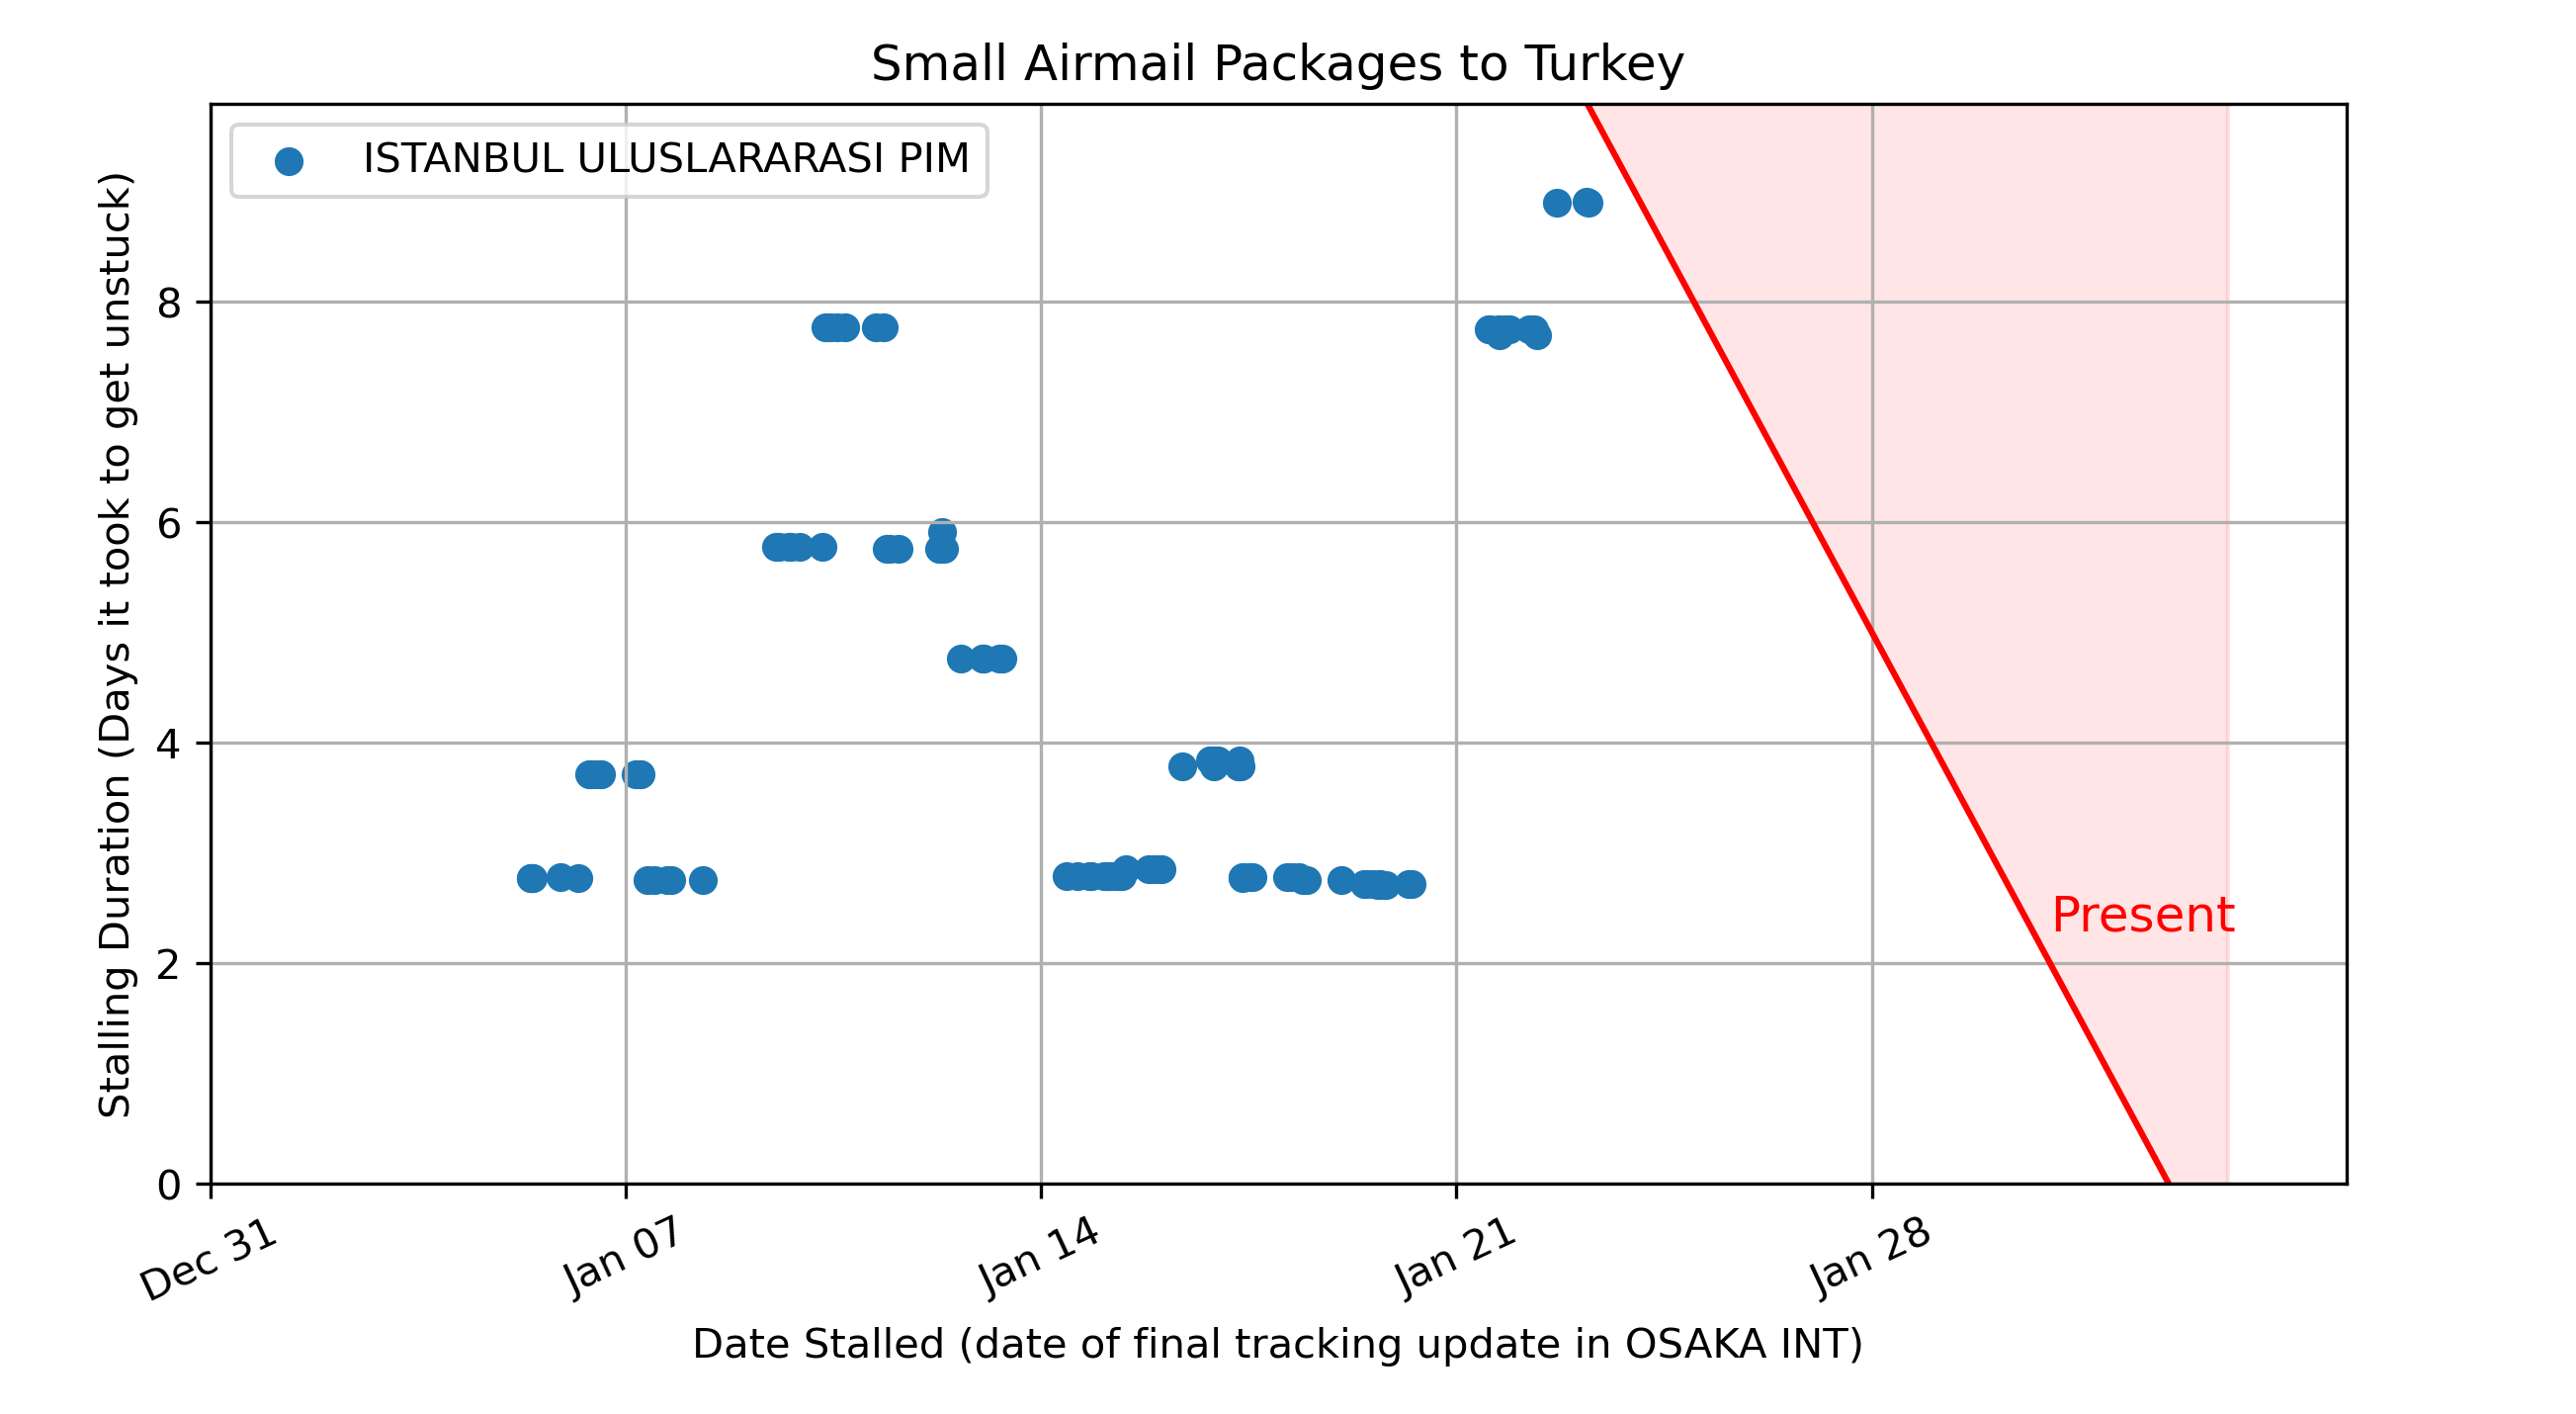 Small Airmail Packages to Turkey
ISTANBUL ULUSLARARASI PIM
Stalling Duration (Days it took to get unstuck)
8
6
4
2
0
Present
Dec 31
Jan 07
Jan 14
Jan 21
Jan 28
Date Stalled (date of final tracking update in OSAKA INT)